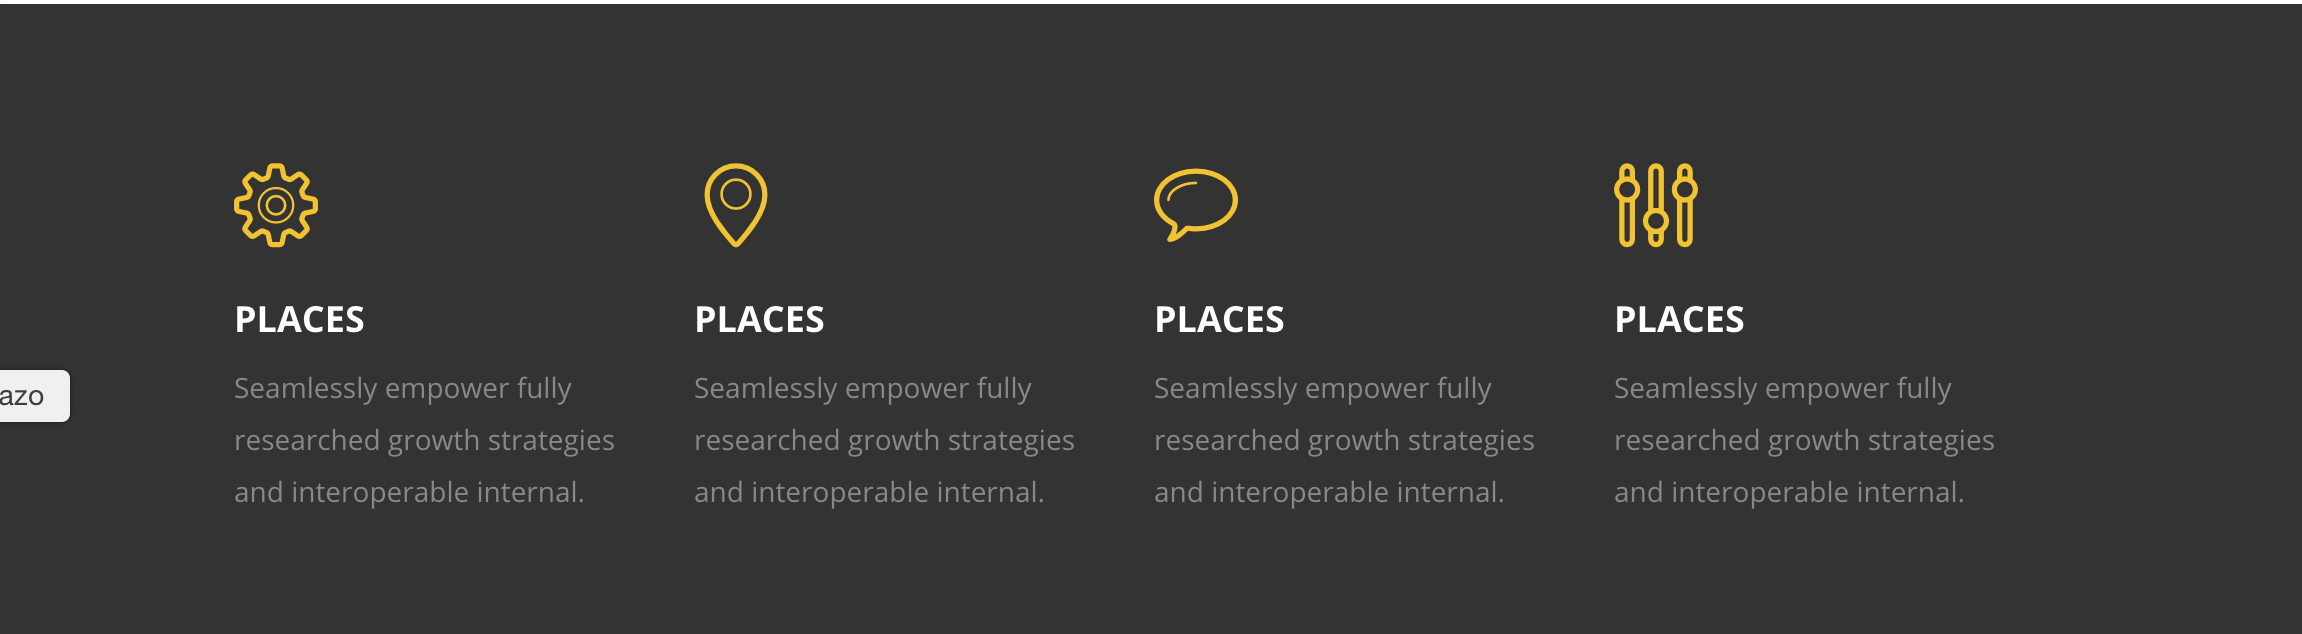 PLACES
Seamlessly empower fully
researched growth strategies
and interoperable internal.
PLACES
Seamlessly empower fully
researched growth strategies
and interoperable internal.
PLACES
Seamlessly empower fully
researched growth strategies
and interoperable internal.
PLACES
Seamlessly empower fully
researched growth strategies
and interoperable internal.
azo